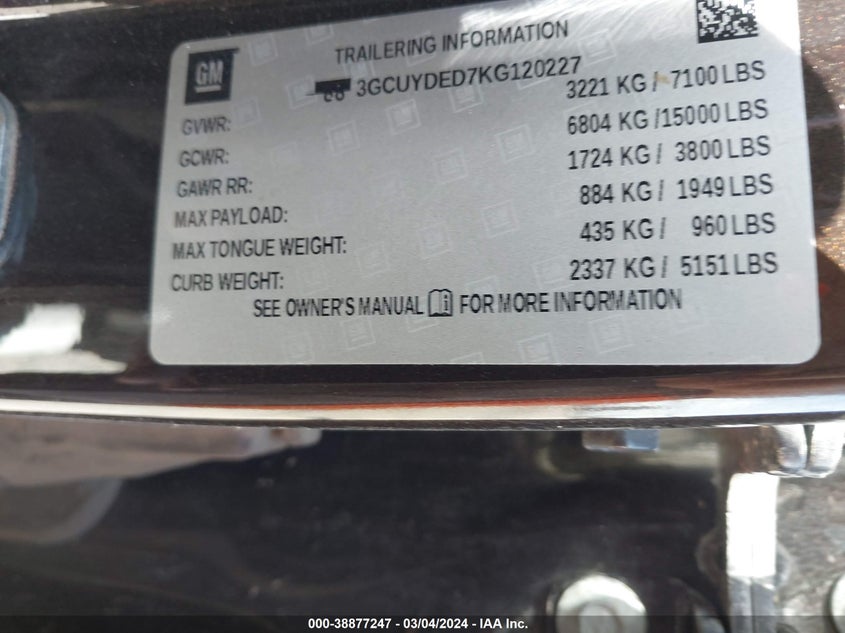 GM
TRAILERING INFORMATION
3GCUYDED7KG120227
GVWR: 3221 KG / 7100 LBS
GCWR: 6804 KG /15000 LBS
GAWR RR: 1724 KG / 3800 LBS
MAX PAYLOAD: 884 KG / 1949 LBS
MAX TONGUE WEIGHT: 435 KG / 960 LBS
CURB WEIGHT: 2337 KG / 5151 LBS
SEE OWNER'S MANUAL FOR MORE INFORMATION
000-38877247 - 03/04/2024 - IAA Inc.